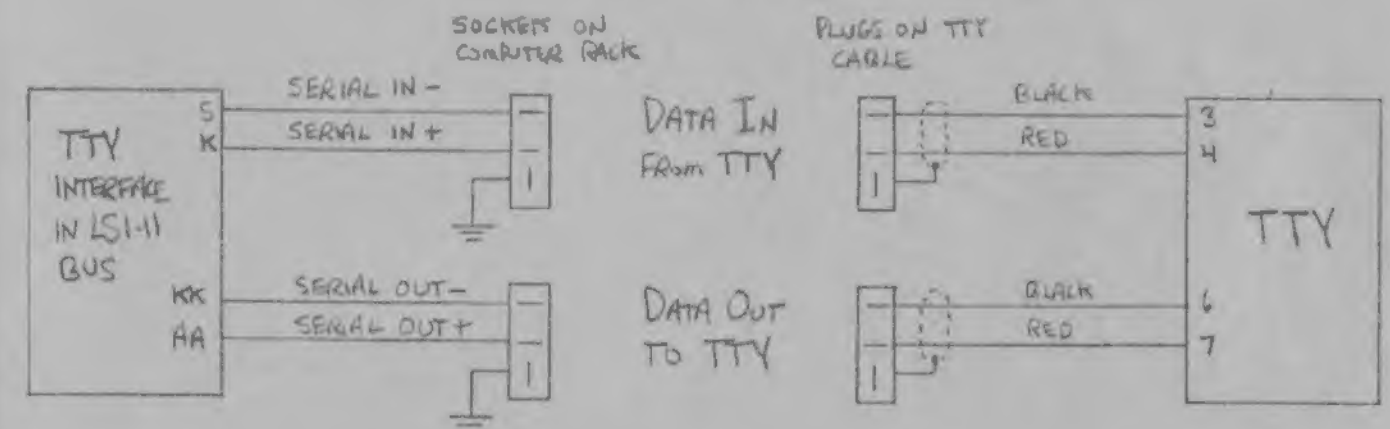 SOCKETS ON
COMPUTER RACK
PLUGS ON TTY
CABLE
TTY
INTERFACE
IN LSI-11
BUS
S
K
KK
AA
SERIAL IN -
SERIAL IN +
SERIAL OUT-
SERIAL OUT+
DATA IN
FROM TTY
DATA OUT
TO TTY
BLACK
RED
BLACK
RED
3
4
6
7
TTY